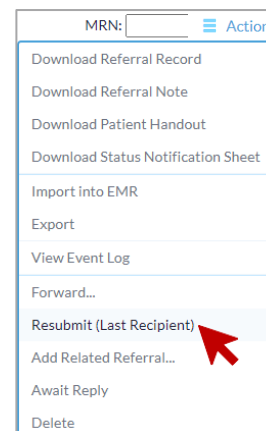 MRN: Action
Download Referral Record
Download Referral Note
Download Patient Handout
Download Status Notification Sheet
Import into EMR
Export
View Event Log
Forward...
Resubmit (Last Recipient)
Add Related Referral...
Await Reply
Delete